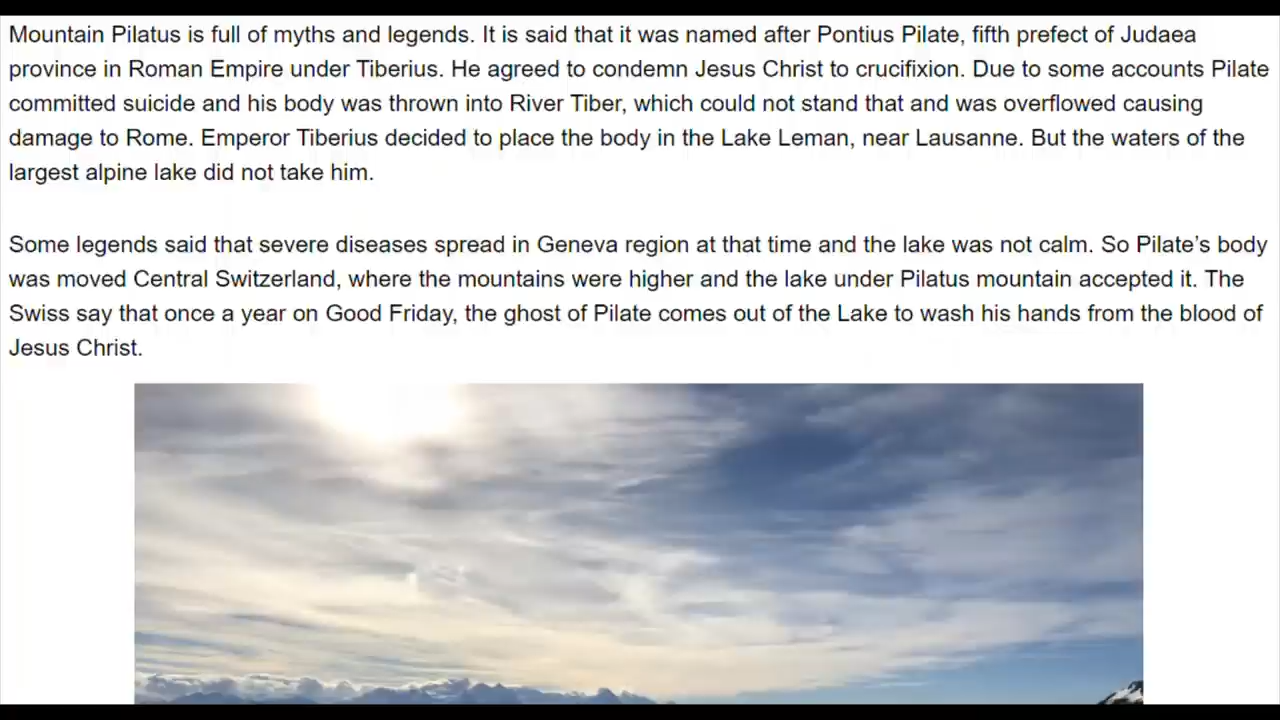 Mountain Pilatus is full of myths and legends. It is said that it was named after Pontius Pilate, fifth prefect of Judaea
province in Roman Empire under Tiberius. He agreed to condemn Jesus Christ to crucifixion. Due to some accounts Pilate
committed suicide and his body was thrown into River Tiber, which could not stand that and was overflowed causing
damage to Rome. Emperor Tiberius decided to place the body in the Lake Leman, near Lausanne. But the waters of the
largest alpine lake did not take him.
Some legends said that severe diseases spread in Geneva region at that time and the lake was not calm. So Pilate’s body
was moved Central Switzerland, where the mountains were higher and the lake under Pilatus mountain accepted it. The
Swiss say that once a year on Good Friday, the ghost of Pilate comes out of the Lake to wash his hands from the blood of
Jesus Christ.